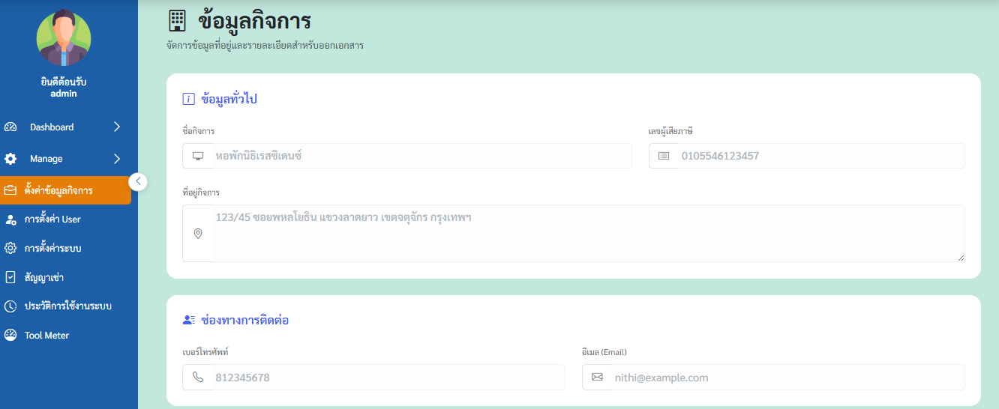 ข้อมูลกิจการ
จัดการข้อมูลที่อยู่และรายละเอียดสำหรับออกเอกสาร
ยินดีต้อนรับ
admin
Dashboard
Manage
ตั้งค่าข้อมูลกิจการ
การตั้งค่า User
การตั้งค่าระบบ
สัญญาเช่า
ประวัติการใช้งานระบบ
Tool Meter
ข้อมูลทั่วไป
ชื่อกิจการ
หอพักนิธิเรสซิเดนซ์
เลขผู้เสียภาษี
0105546123457
ที่อยู่กิจการ
123/45 ซอยพหลโยธิน แขวงลาดยาว เขตจตุจักร กรุงเทพฯ
ช่องทางการติดต่อ
เบอร์โทรศัพท์
812345678
อีเมล (Email)
nithi@example.com